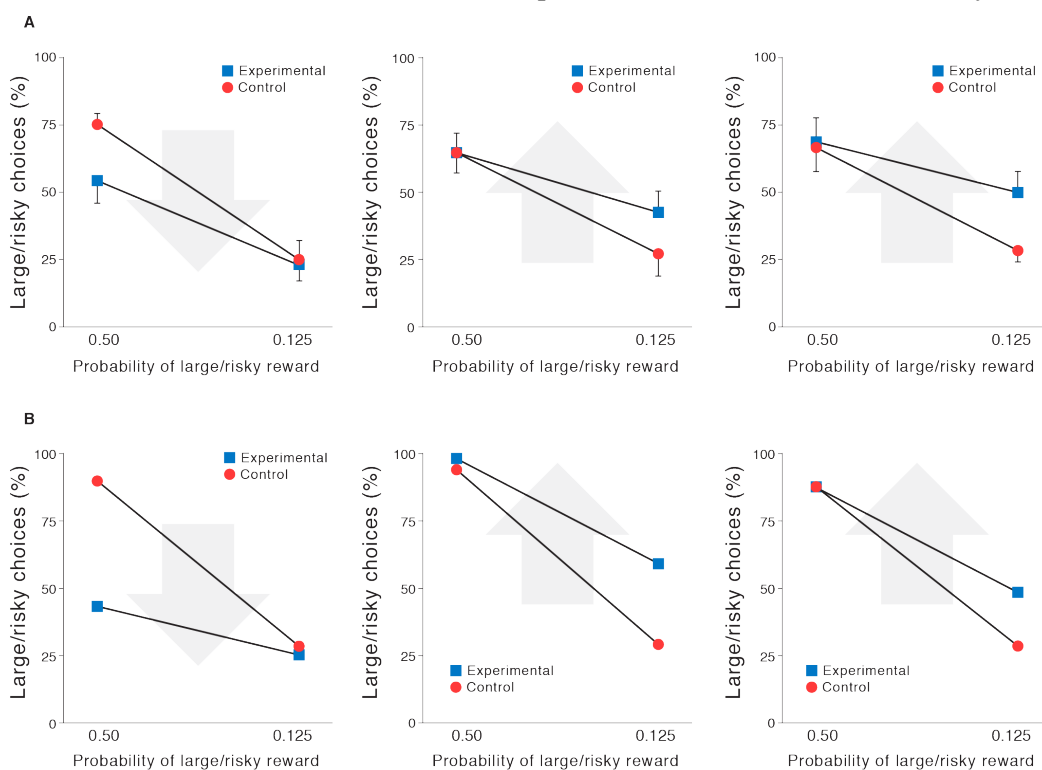 A
Large/risky choices (%)
100
75
50
25
0
Experimental
Control
0.50
0.125
Probability of large/risky reward
Large/risky choices (%)
100
75
50
25
0
Experimental
Control
0.50
0.125
Probability of large/risky reward
Large/risky choices (%)
100
75
50
25
0
Experimental
Control
0.50
0.125
Probability of large/risky reward
B
Large/risky choices (%)
100
75
50
25
0
Experimental
Control
0.50
0.125
Probability of large/risky reward
Large/risky choices (%)
100
75
50
25
0
Experimental
Control
0.50
0.125
Probability of large/risky reward
Large/risky choices (%)
100
75
50
25
0
Experimental
Control
0.50
0.125
Probability of large/risky reward